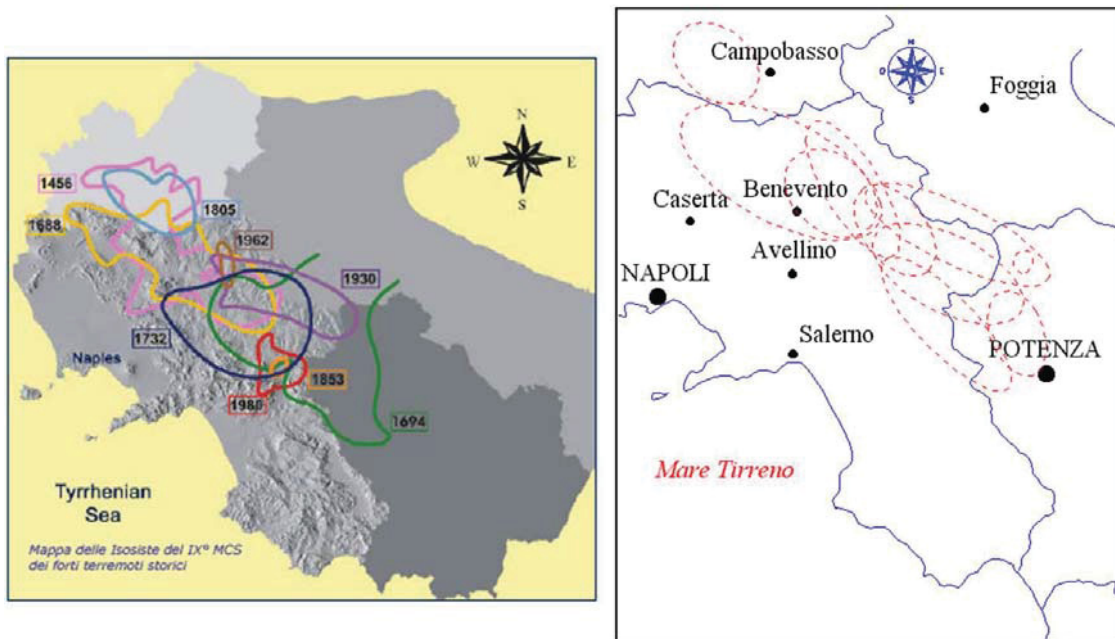 N
W
E
S
1456
1805
1688
1962
1930
1732
Naples
1853
1980
1694
Tyrrhenian
Sea
Mappa delle Isosiste del IX° MCS
dei forti terremoti storici
Campobasso
N
O
E
S
Foggia
Benevento
Caserta
Avellino
NAPOLI
Salerno
POTENZA
Mare Tirreno